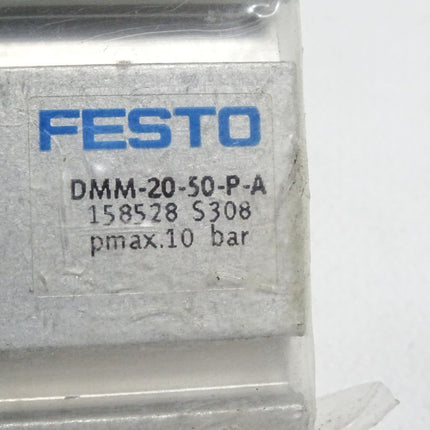 FESTO
DMM-20-50-P-A
158528 S308
pmax.10 bar